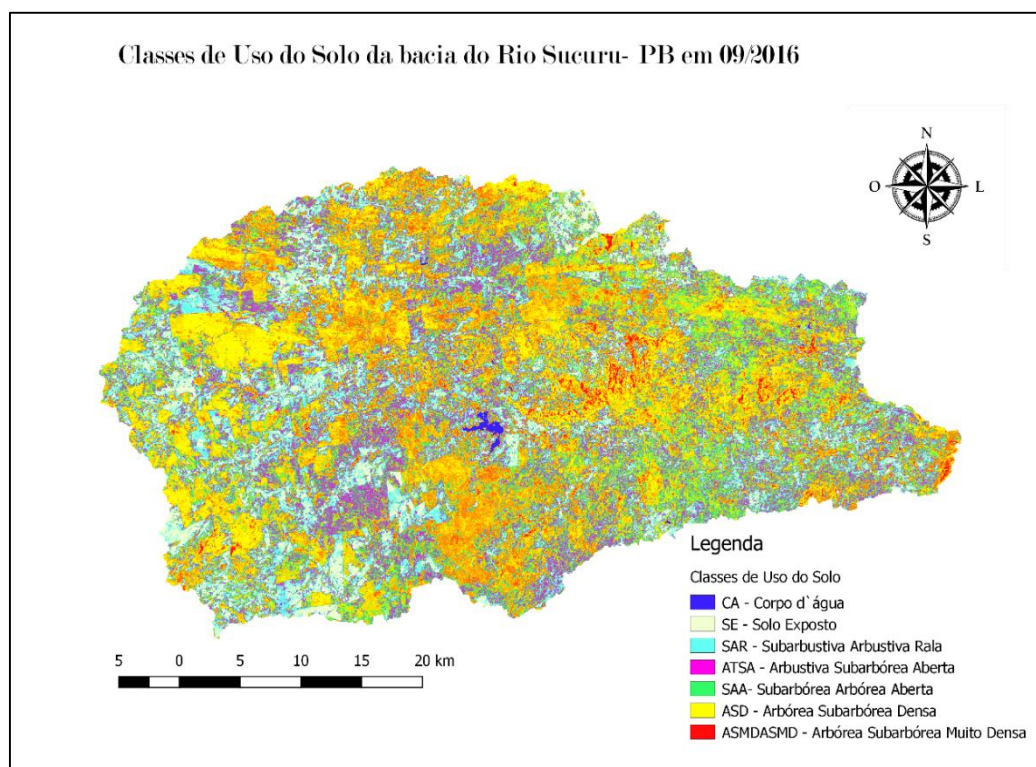 Classes de Uso do Solo da bacia do Rio Sucuru- PB em 09/2016
N
O
L
S
Legenda
Classes de Uso do Solo
CA - Corpo d`água
SE - Solo Exposto
SAR - Subarbustiva Arbustiva Rala
ATSA - Arbustiva Subarbórea Aberta
SAA- Subarbórea Arbórea Aberta
ASD - Arbórea Subarbórea Densa
ASMDASMD - Arbórea Subarbórea Muito Densa
5 0 5 10 15 20 km